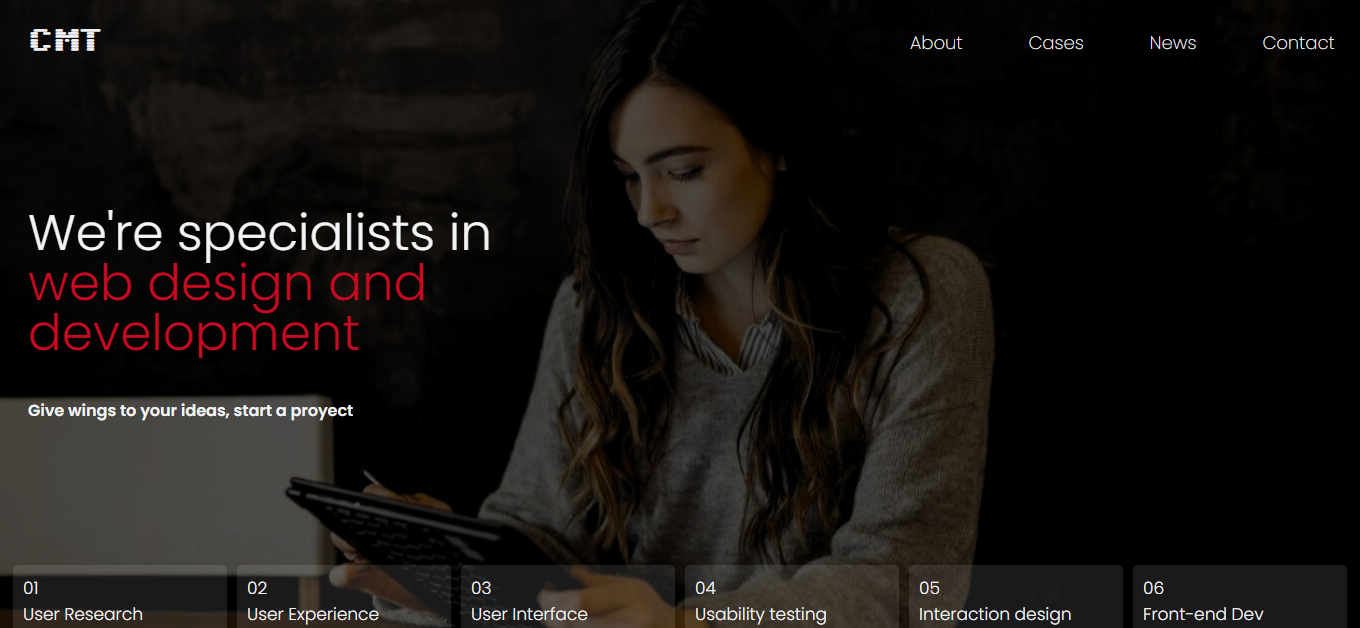 CMT
About
Cases
News
Contact
We're specialists in
web design and
development
Give wings to your ideas, start a proyect
01
User Research
02
User Experience
03
User Interface
04
Usability testing
05
Interaction design
06
Front-end Dev